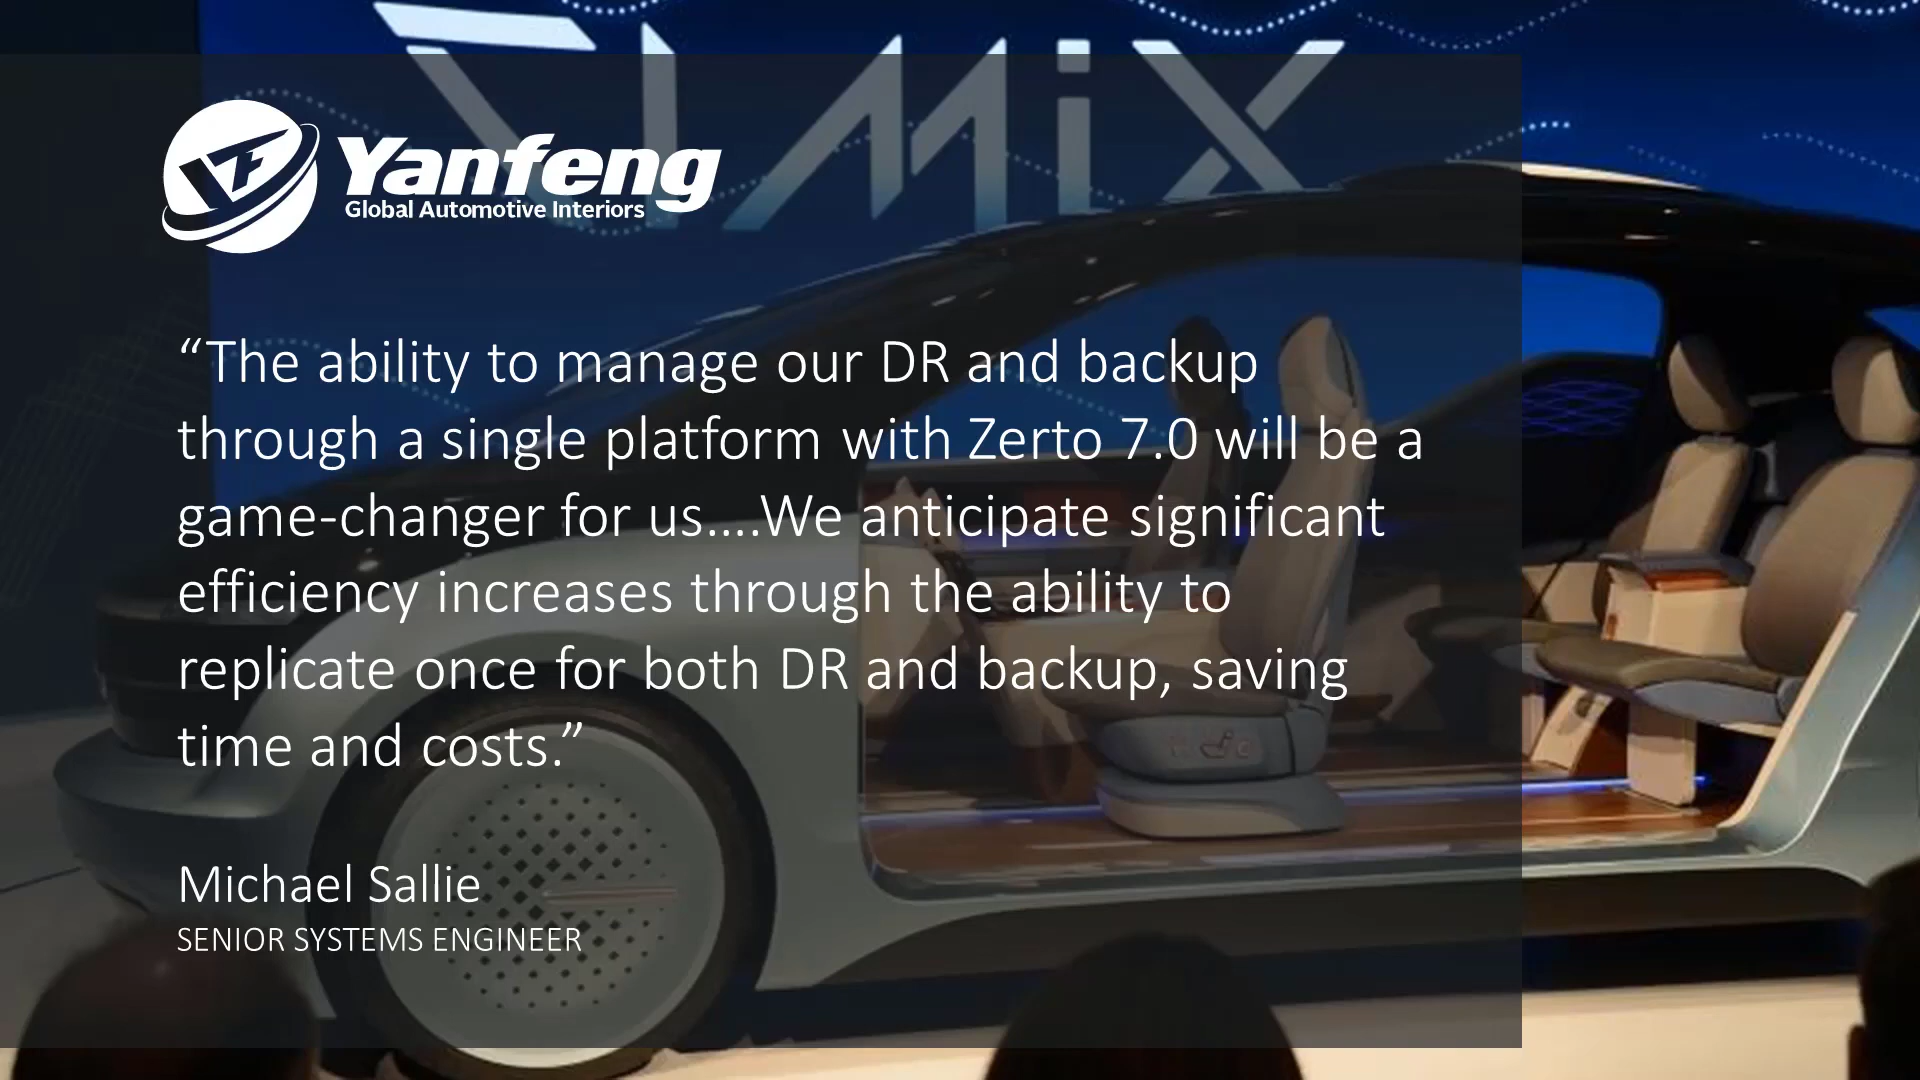 MiX
Yanfeng
Global Automotive Interiors
“The ability to manage our DR and backup
through a single platform with Zerto 7.0 will be a
game-changer for us....We anticipate significant
efficiency increases through the ability to
replicate once for both DR and backup, saving
time and costs.”
Michael Sallie
SENIOR SYSTEMS ENGINEER